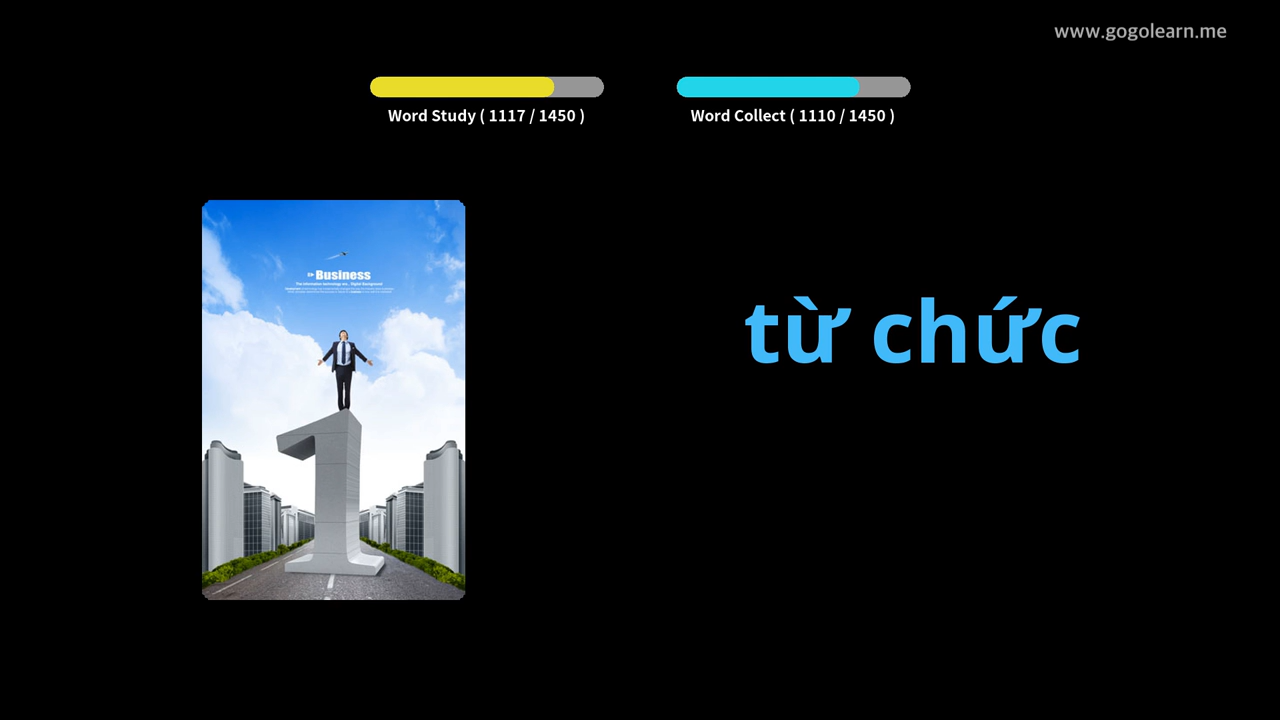 www.gogolearn.me
Word Study ( 1117 / 1450 )
Word Collect ( 1110 / 1450 )
Business
từ chức